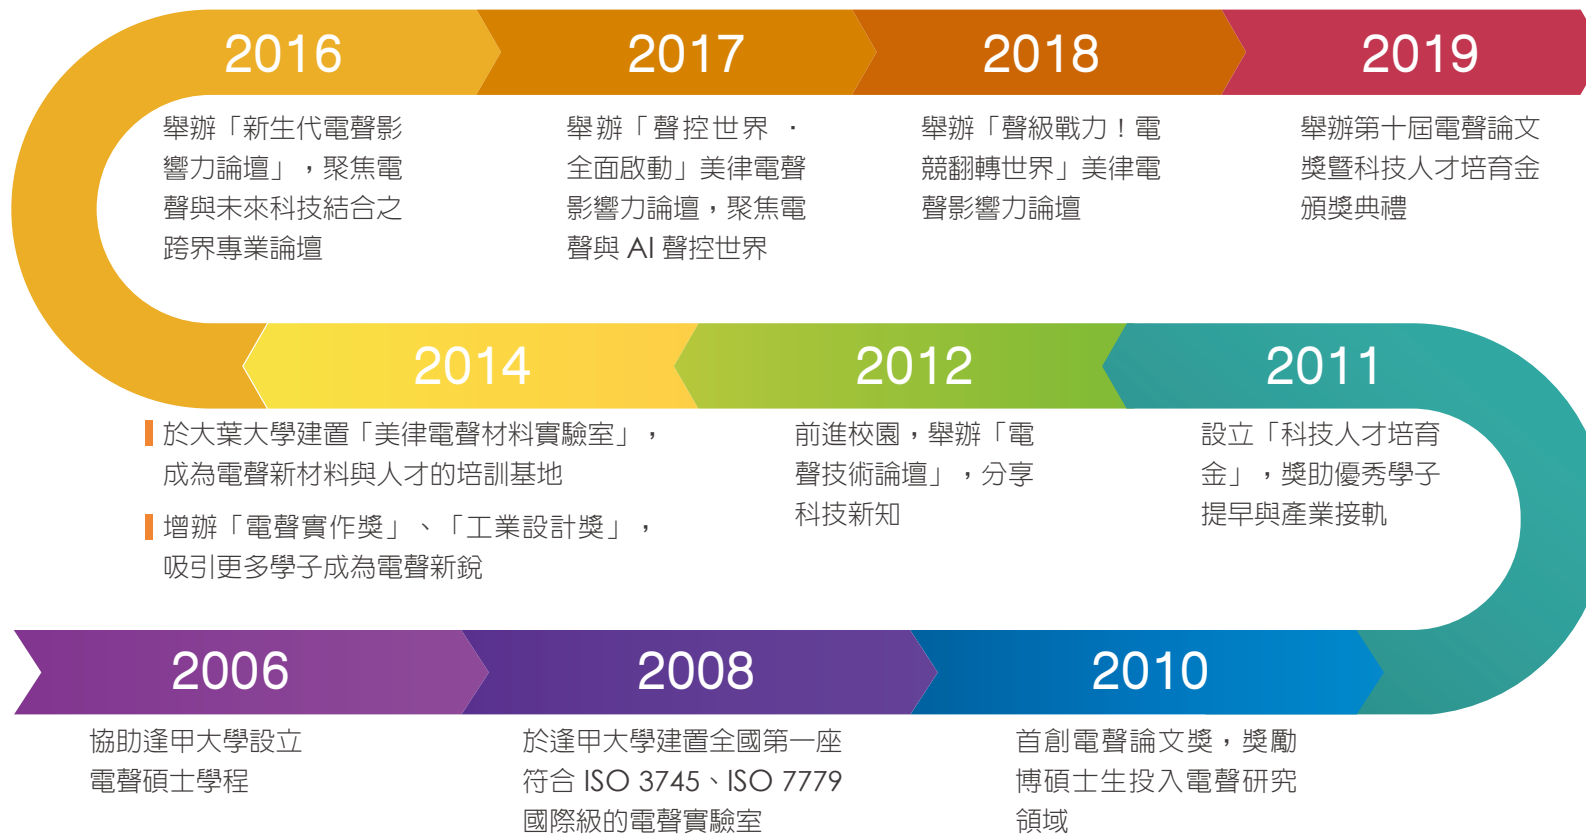 2016
舉辦「新生代電聲影
響力論壇」，聚焦電
聲與未來科技結合之
跨界專業論壇
2017
舉辦「聲控世界 ·
全面啟動」美律電聲
影響力論壇，聚焦電
聲與 AI 聲控世界
2018
舉辦「聲級戰力！電
競翻轉世界」美律電
聲影響力論壇
2019
舉辦第十屆電聲論文
獎暨科技人才培育金
頒獎典禮
2014
於大葉大學建置「美律電聲材料實驗室」，
成為電聲新材料與人才的培訓基地
增辦「電聲實作獎」、「工業設計獎」，
吸引更多學子成為電聲新銳
2012
前進校園，舉辦「電
聲技術論壇」，分享
科技新知
2011
設立「科技人才培育
金」，獎助優秀學子
提早與產業接軌
2006
協助逢甲大學設立
電聲碩士學程
2008
於逢甲大學建置全國第一座
符合 ISO 3745、ISO 7779
國際級的電聲實驗室
2010
首創電聲論文獎，獎勵
博碩士生投入電聲研究
領域